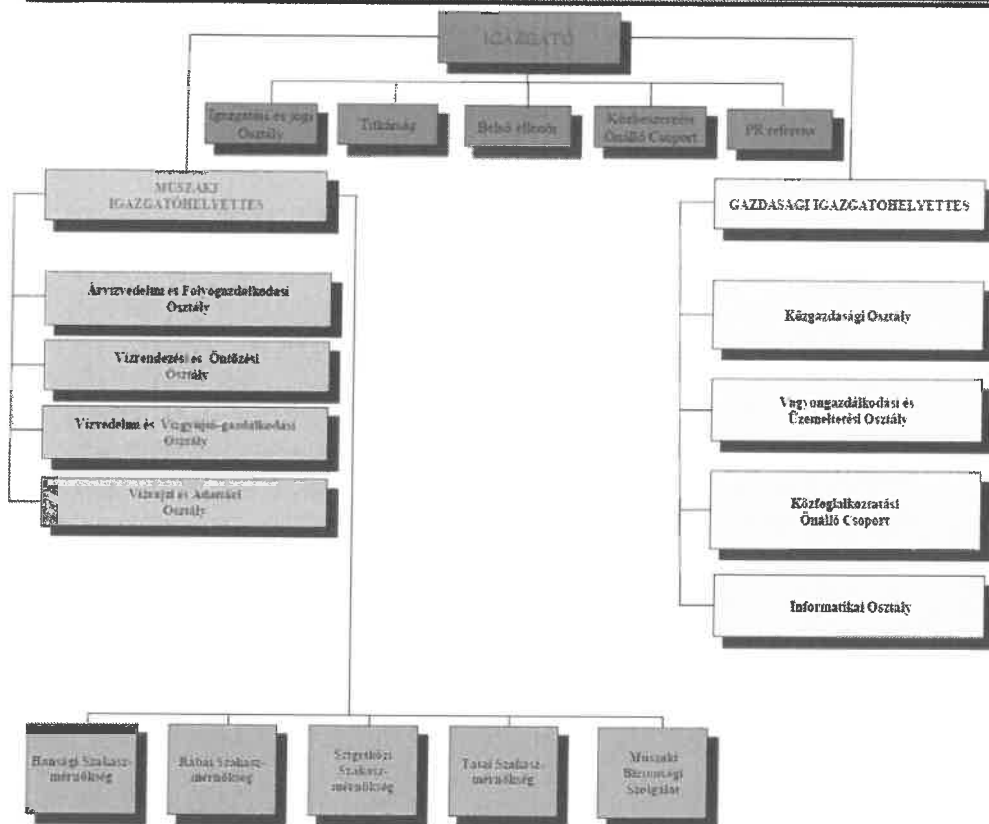 IGAZGATÓ
Igazgatási és jogi
Osztály
Titkárság
Belső ellenőr
Közbeszerzési
Önálló Csoport
PR referens
MŰSZAKI
IGAZGATÓHELYETTES
GAZDASÁGI IGAZGATÓHELYETTES
Árvízvédelmi és Folyógazdálkodási
Osztály
Vízrendezési és Öntözési
Osztály
Vízvédelmi és Vízgyűjtő-gazdálkodási
Osztály
Vízrajzi és Adattári
Osztály
Közgazdasági Osztály
Vagyongazdálkodási és
Üzemeltetési Osztály
Közfoglalkoztatási
Önálló Csoport
Informatikai Osztály
Hansági Szakasz-
mérnökség
Rábai Szakasz-
mérnökség
Szigetközi
Szakasz-
mérnökség
Tatai Szakasz-
mérnökség
Műszaki
Biztonsági
Szolgálat